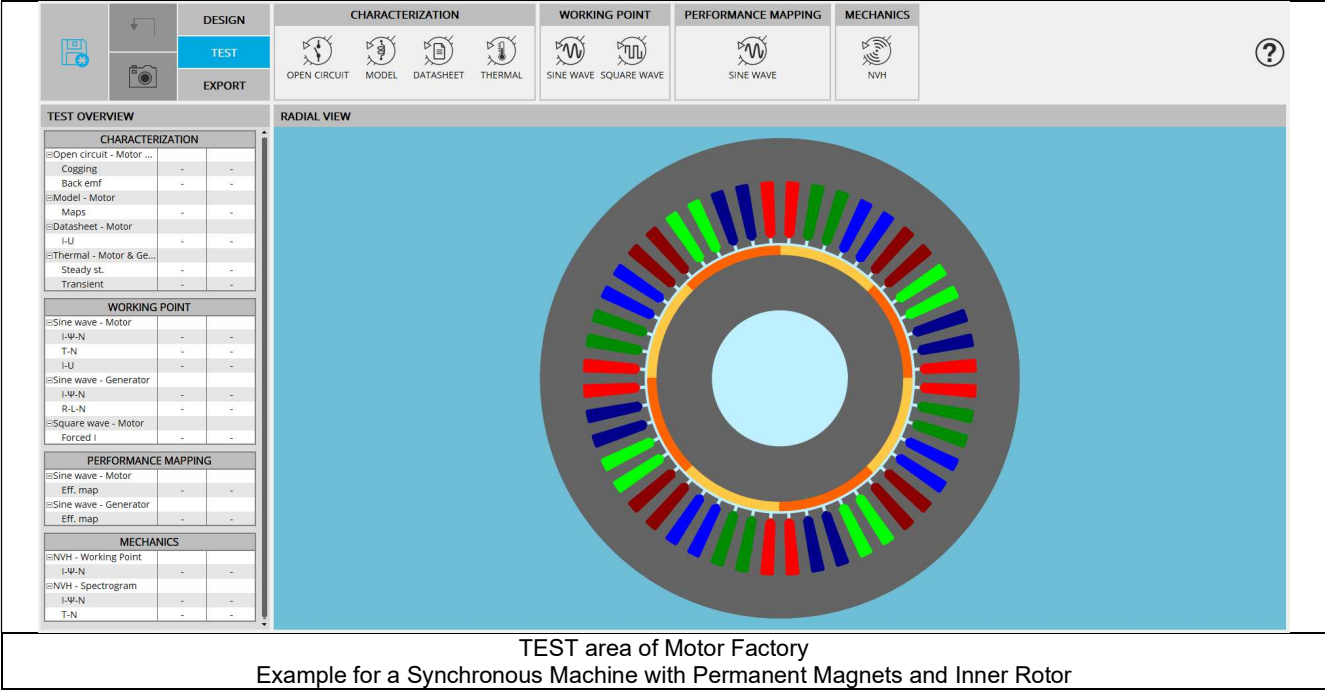 DESIGN
TEST
EXPORT
CHARACTERIZATION
OPEN CIRCUIT MODEL DATASHEET THERMAL
WORKING POINT
SINE WAVE SQUARE WAVE
PERFORMANCE MAPPING
SINE WAVE
MECHANICS
NVH
?
TEST OVERVIEW
CHARACTERIZATION
Open circuit - Motor ...
Cogging - -
Back emf - -
Model - Motor
Maps - -
Datasheet - Motor
I-U - -
Thermal - Motor & Ge...
Steady st. - -
Transient - -
WORKING POINT
Sine wave - Motor
I-Ψ-N - -
T-N - -
I-U - -
Sine wave - Generator
I-Ψ-N - -
R-L-N - -
Square wave - Motor
Forced I - -
PERFORMANCE MAPPING
Sine wave - Motor
Eff. map - -
Sine wave - Generator
Eff. map - -
MECHANICS
NVH - Working Point
I-Ψ-N - -
NVH - Spectrogram
I-Ψ-N - -
T-N - -
RADIAL VIEW
TEST area of Motor Factory
Example for a Synchronous Machine with Permanent Magnets and Inner Rotor